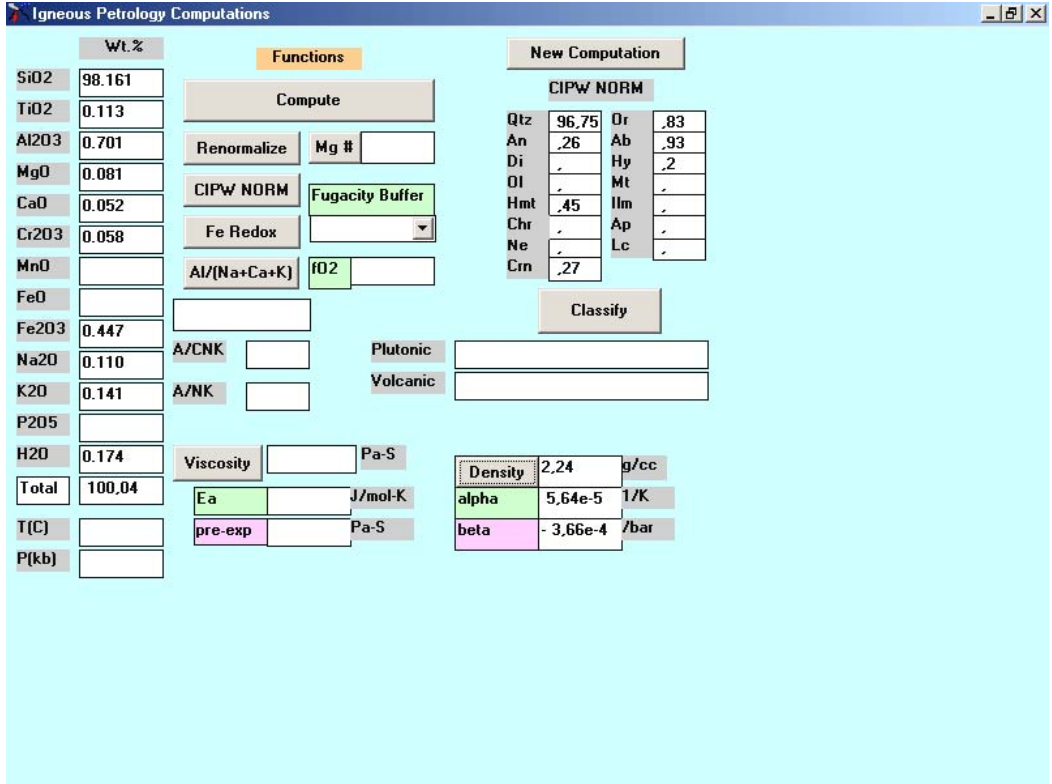 Igneous Petrology Computations
Wt.%
SiO2 98.161
TiO2 0.113
Al2O3 0.701
MgO 0.081
CaO 0.052
Cr2O3 0.058
MnO
FeO
Fe2O3 0.447
Na2O 0.110
K2O 0.141
P2O5
H2O 0.174
Total 100,04
T(C)
P(kb)
Functions
Compute
Renormalize Mg #
CIPW NORM Fugacity Buffer
Fe Redox
Al/(Na+Ca+K) fO2
A/CNK
A/NK
New Computation
CIPW NORM
Qtz 96,75 Or ,83
An ,26 Ab ,93
Di , Hy ,2
Ol , Mt ,
Hmt ,45 Ilm ,
Chr , Ap ,
Ne , Lc ,
Crn ,27
Classify
Plutonic
Volcanic
Viscosity Pa-S
Ea J/mol-K
pre-exp Pa-S
Density 2,24 g/cc
alpha 5,64e-5 1/K
beta - 3,66e-4 /bar